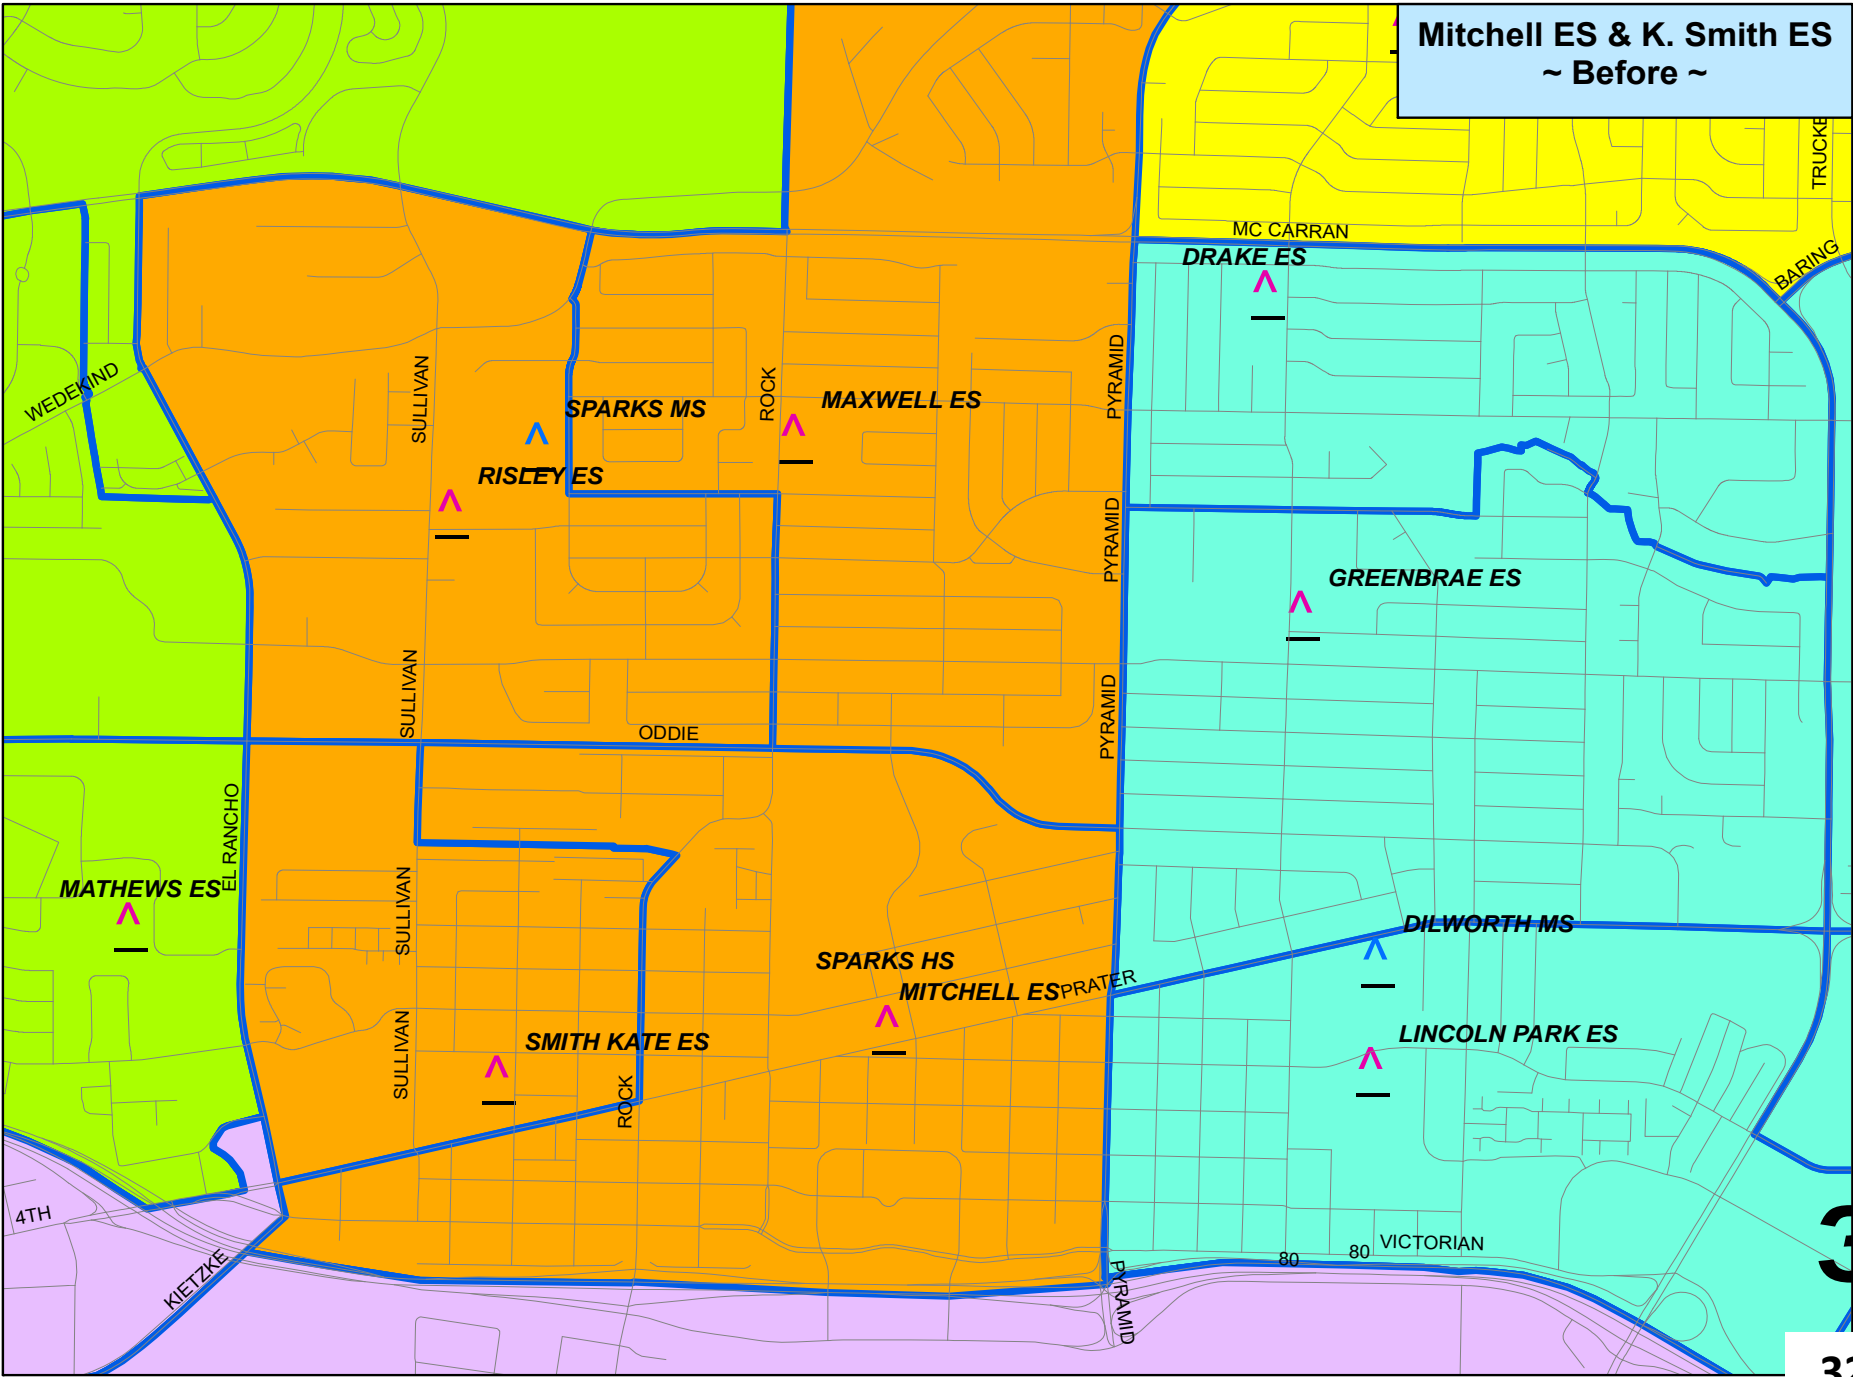 Mitchell ES & K. Smith ES
~ Before ~
MC CARRAN
DRAKE ES
BARING
WEDEKIND
SULLIVAN
SPARKS MS
ROCK
MAXWELL ES
PYRAMID
RISLEY ES
PYRAMID
GREENBRAE ES
SULLIVAN
ODDIE
PYRAMID
EL RANCHO
MATHEWS ES
SULLIVAN
DILWORTH MS
SPARKS HS
MITCHELL ES
PRATER
SULLIVAN
SMITH KATE ES
LINCOLN PARK ES
ROCK
4TH
KIETZKE
80
80
VICTORIAN
PYRAMID